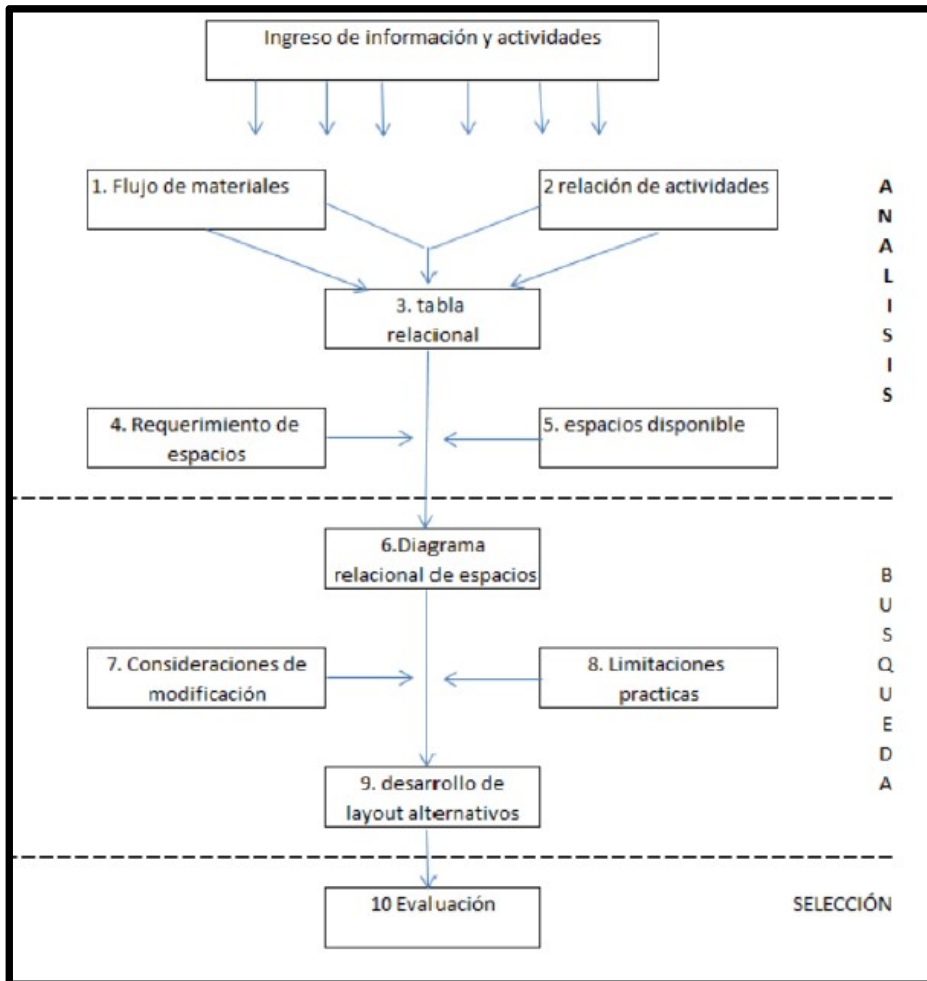 Ingreso de información y actividades
1. Flujo de materiales
2 relación de actividades
3. tabla
relacional
4. Requerimiento de
espacios
5. espacios disponible
ANALISIS
6.Diagrama
relacional de espacios
7. Consideraciones de
modificación
8. Limitaciones
practicas
9. desarrollo de
layout alternativos
BUSQUEDA
10 Evaluación
SELECCIÓN